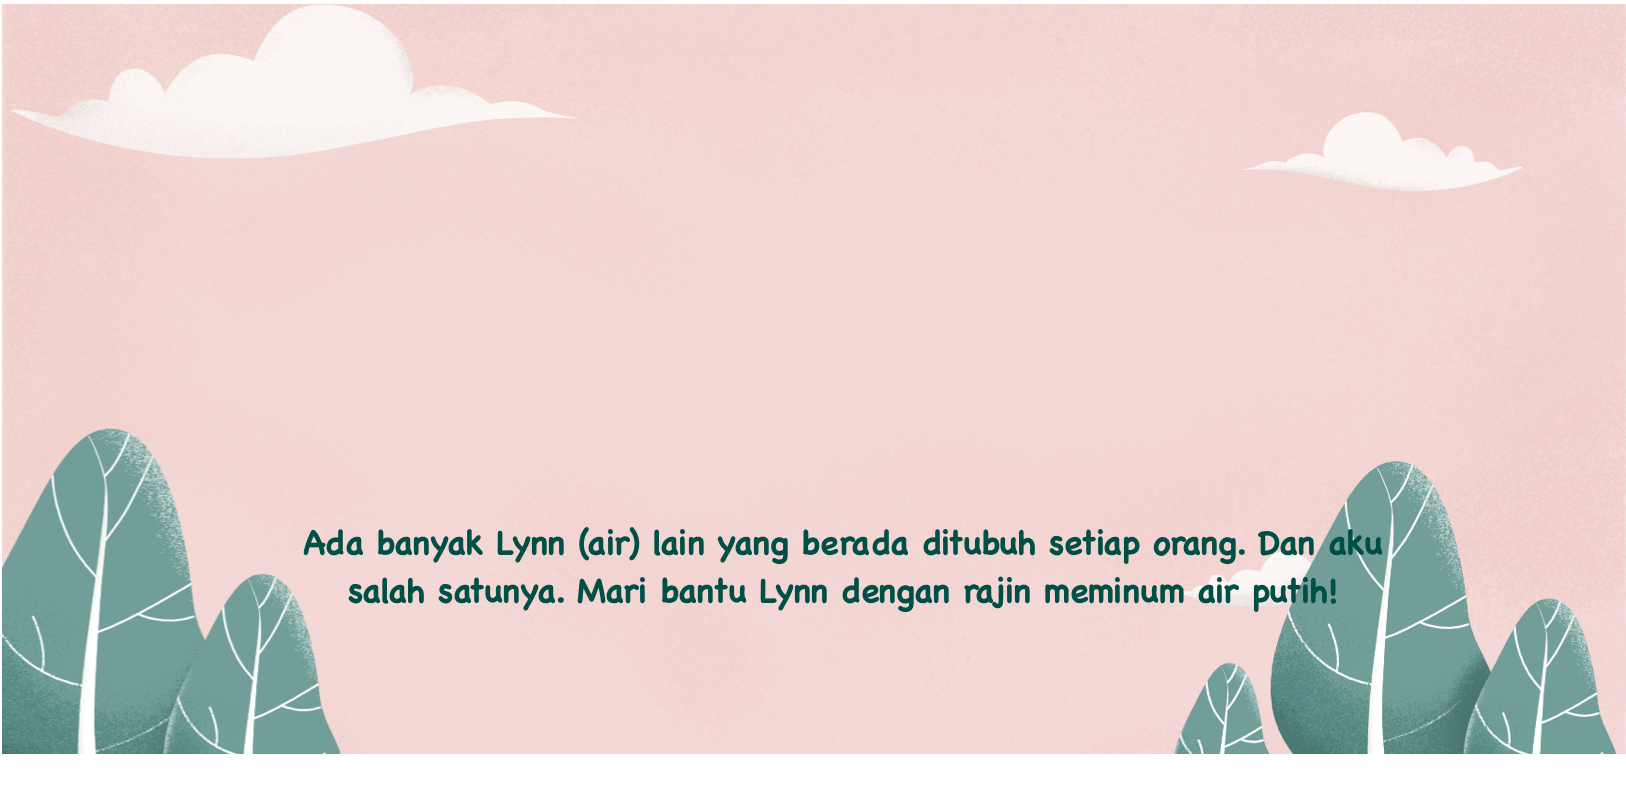 Ada banyak Lynn (air) lain yang berada ditubuh setiap orang. Dan aku
salah satunya. Mari bantu Lynn dengan rajin meminum air putih!